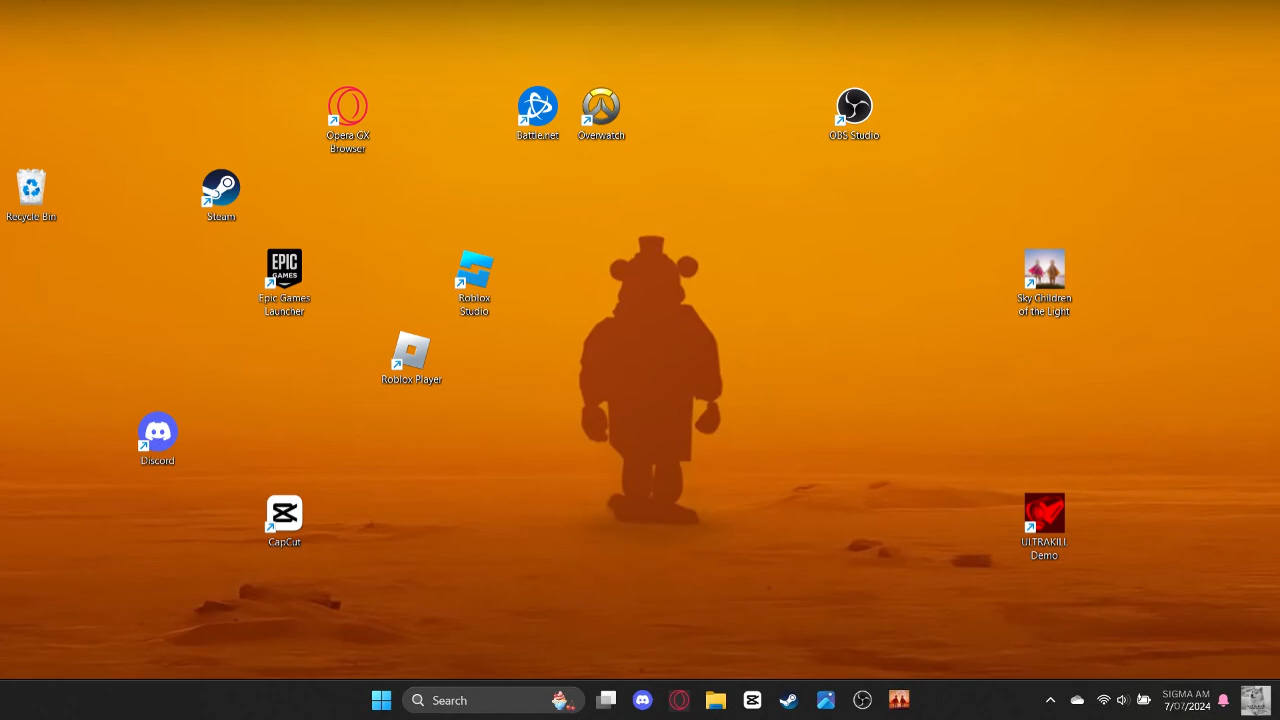 Opera GX
Browser
Battle.net
Overwatch
OBS Studio
Recycle Bin
Steam
EPIC
GAMES
Epic Games
Launcher
Roblox
Studio
Sky Children
of the Light
Roblox Player
Discord
CapCut
ULTRAKILL
Demo
Search
SIGMA AM
7/07/2024